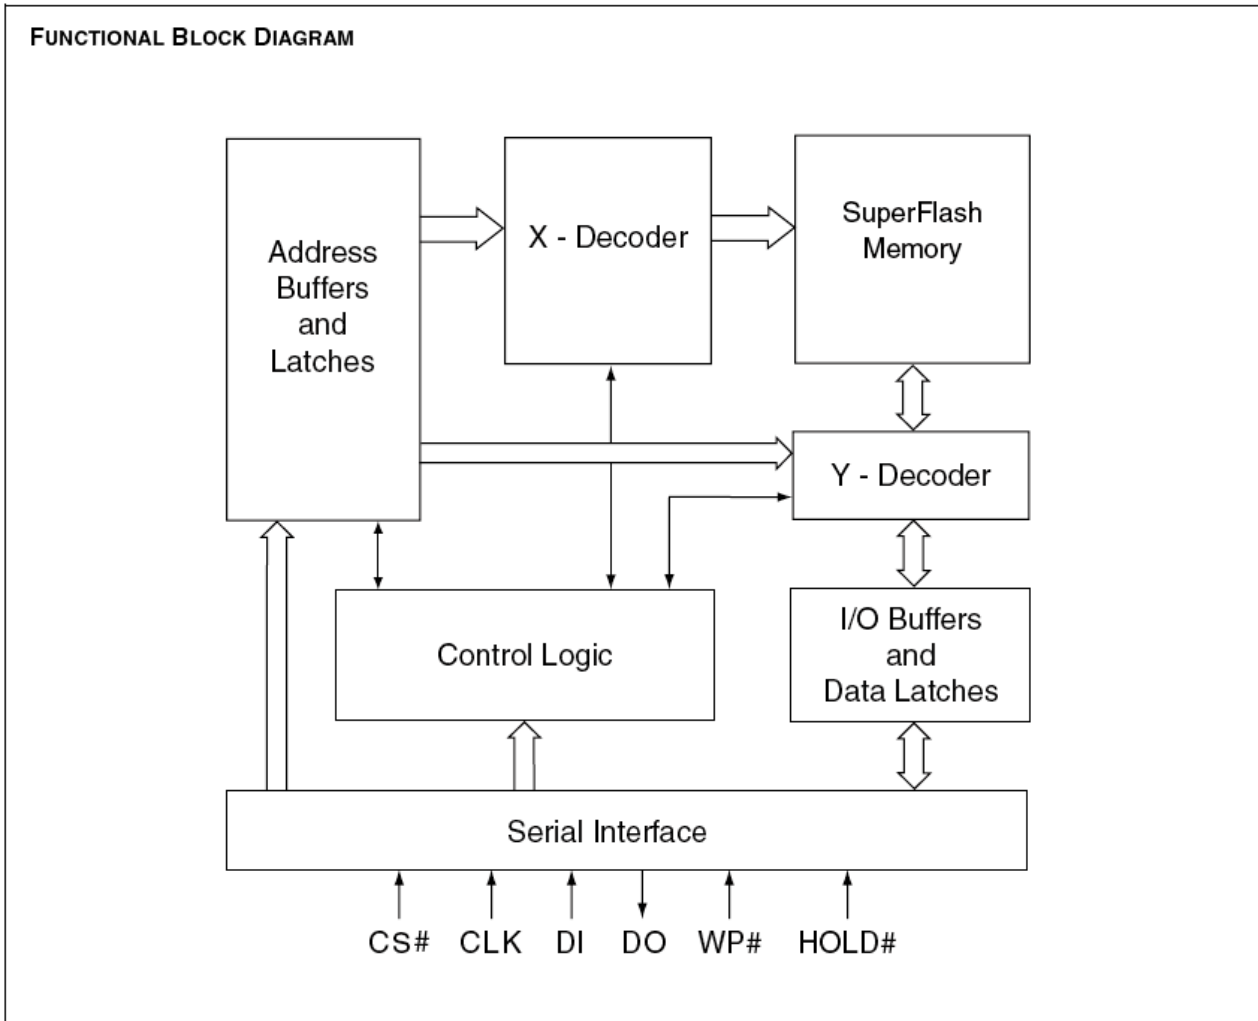 FUNCTIONAL BLOCK DIAGRAM
Address
Buffers
and
Latches
X - Decoder
SuperFlash
Memory
Y - Decoder
Control Logic
I/O Buffers
and
Data Latches
Serial Interface
CS# CLK DI DO WP# HOLD#